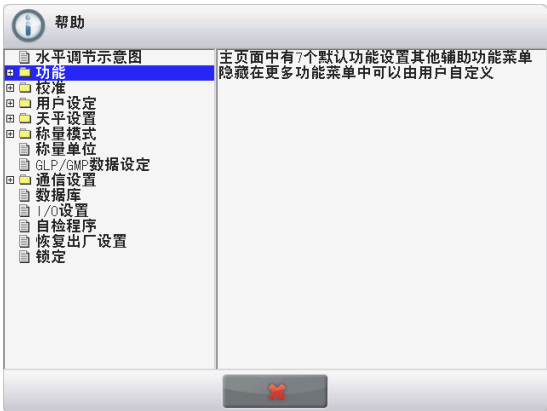 帮助
水平调节示意图
功能
校准
用户设定
天平设置
称量模式
称量单位
GLP/GMP数据设定
通信设置
数据库
I/O设置
自检程序
恢复出厂设置
锁定
主页面中有7个默认功能设置其他辅助功能菜单
隐藏在更多功能菜单中可以由用户自定义